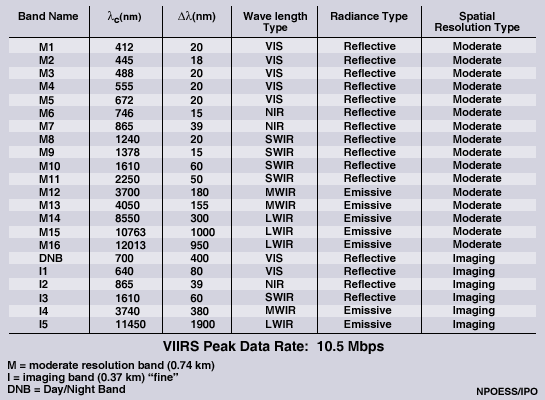 Band Name λc(nm) Δλ(nm) Wave length Type Radiance Type Spatial Resolution Type
M1 412 20 VIS Reflective Moderate
M2 445 18 VIS Reflective Moderate
M3 488 20 VIS Reflective Moderate
M4 555 20 VIS Reflective Moderate
M5 672 20 VIS Reflective Moderate
M6 746 15 NIR Reflective Moderate
M7 865 39 NIR Reflective Moderate
M8 1240 20 SWIR Reflective Moderate
M9 1378 15 SWIR Reflective Moderate
M10 1610 60 SWIR Reflective Moderate
M11 2250 50 SWIR Reflective Moderate
M12 3700 180 MWIR Emissive Moderate
M13 4050 155 MWIR Emissive Moderate
M14 8550 300 LWIR Emissive Moderate
M15 10763 1000 LWIR Emissive Moderate
M16 12013 950 LWIR Emissive Moderate
DNB 700 400 VIS Reflective Imaging
I1 640 80 VIS Reflective Imaging
I2 865 39 NIR Reflective Imaging
I3 1610 60 SWIR Reflective Imaging
I4 3740 380 MWIR Emissive Imaging
I5 11450 1900 LWIR Emissive Imaging
VIIRS Peak Data Rate: 10.5 Mbps
M = moderate resolution band (0.74 km)
I = imaging band (0.37 km) “fine”
DNB = Day/Night Band
NPOESS/IPO